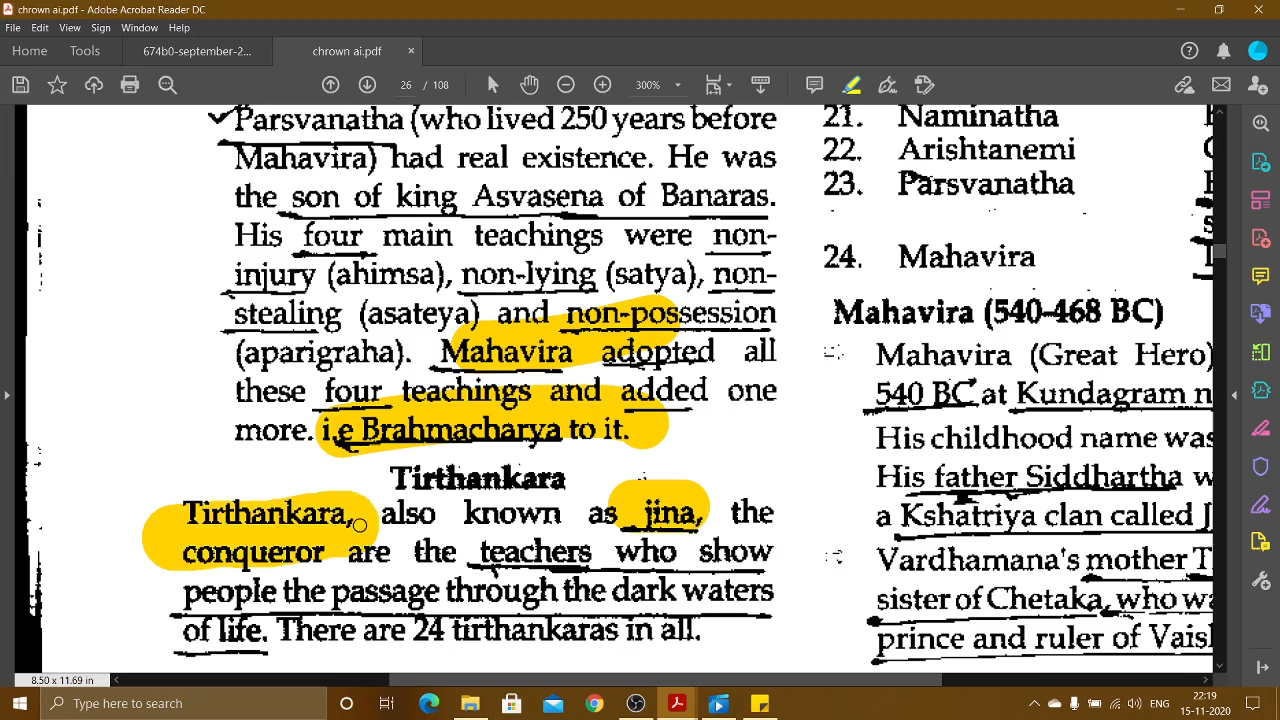 chrown ai.pdf - Adobe Acrobat Reader DC
File Edit View Sign Window Help
Home Tools 674b0-september-2... chrown ai.pdf ×
26 / 108 300%
Parsvanatha (who lived 250 years before
Mahavira) had real existence. He was
the son of king Asvasena of Banaras.
His four main teachings were non-
injury (ahimsa), non-lying (satya), non-
stealing (asateya) and non-possession
(aparigraha). Mahavira adopted all
these four teachings and added one
more. i.e Brahmacharya to it.
Tirthankara
Tirthankara, also known as jina, the
conqueror are the teachers who show
people the passage through the dark waters
of life. There are 24 tirthankaras in all.
21. Naminatha
22. Arishtanemi
23. Parsvanatha
24. Mahavira
Mahavira (540-468 BC)
Mahavira (Great Hero)
540 BC at Kundagram n
His childhood name was
His father Siddhartha w
a Kshatriya clan called J
Vardhamana's mother T
sister of Chetaka, who wa
prince and ruler of Vais
8.50 x 11.69 in
Type here to search
22:19
15-11-2020